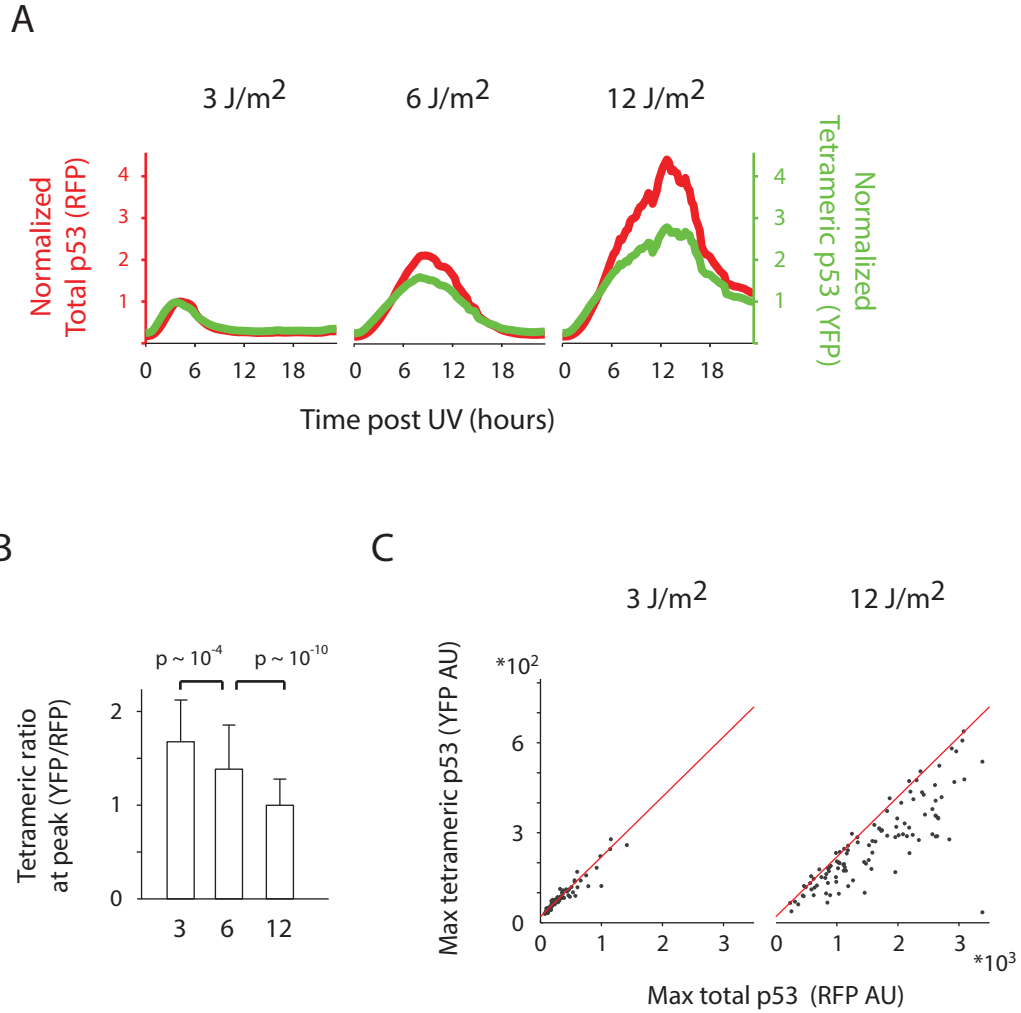 A
3 J/m²
6 J/m²
12 J/m²
Normalized
Total p53 (RFP)
4
3
2
1
4
3
2
1
Normalized
Tetrameric p53 (YFP)
0 6 12 18
0 6 12 18
0 6 12 18
Time post UV (hours)
B
p ~ 10⁻⁴
p ~ 10⁻¹⁰
Tetrameric ratio
at peak (YFP/RFP)
2
1
0
3 6 12
C
3 J/m²
12 J/m²
Max tetrameric p53 (YFP AU)
*10²
6
3
0
0 1 2 3
0 1 2 3
*10³
Max total p53 (RFP AU)